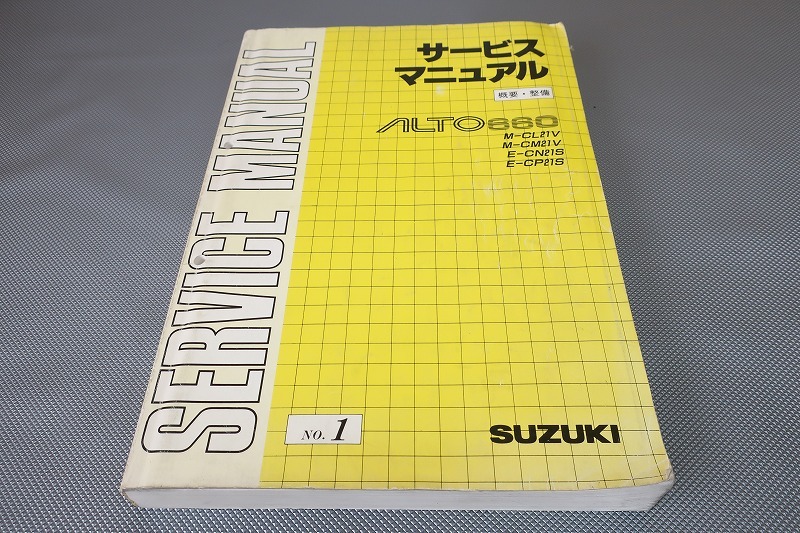 サービス
マニュアル
概要・整備
ALTO660
M-CL21V
M-CM21V
E-CN21S
E-CP21S
SERVICE MANUAL
NO. 1
SUZUKI